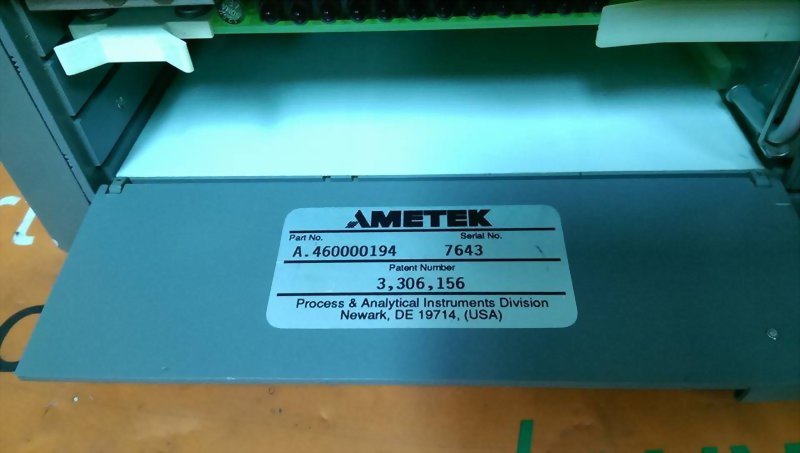 AMETEK
Part No. Serial No.
A.460000194 7643
Patent Number
3,306,156
Process & Analytical Instruments Division
Newark, DE 19714, (USA)